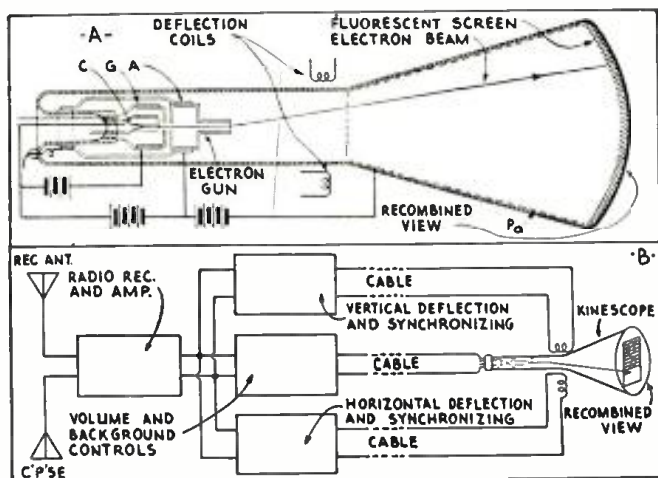 -A-
DEFLECTION
COILS
FLUORESCENT SCREEN
ELECTRON BEAM
C G A
ELECTRON
GUN
RECOMBINED
VIEW
Pa
-B-
REC ANT.
RADIO REC.
AND AMP.
CABLE
VERTICAL DEFLECTION
AND SYNCHRONIZING
KINESCOPE
CABLE
VOLUME AND
BACKGROUND
CONTROLS
HORIZONTAL DEFLECTION
AND SYNCHRONIZING
CABLE
RECOMBINED
VIEW
C'P'SE